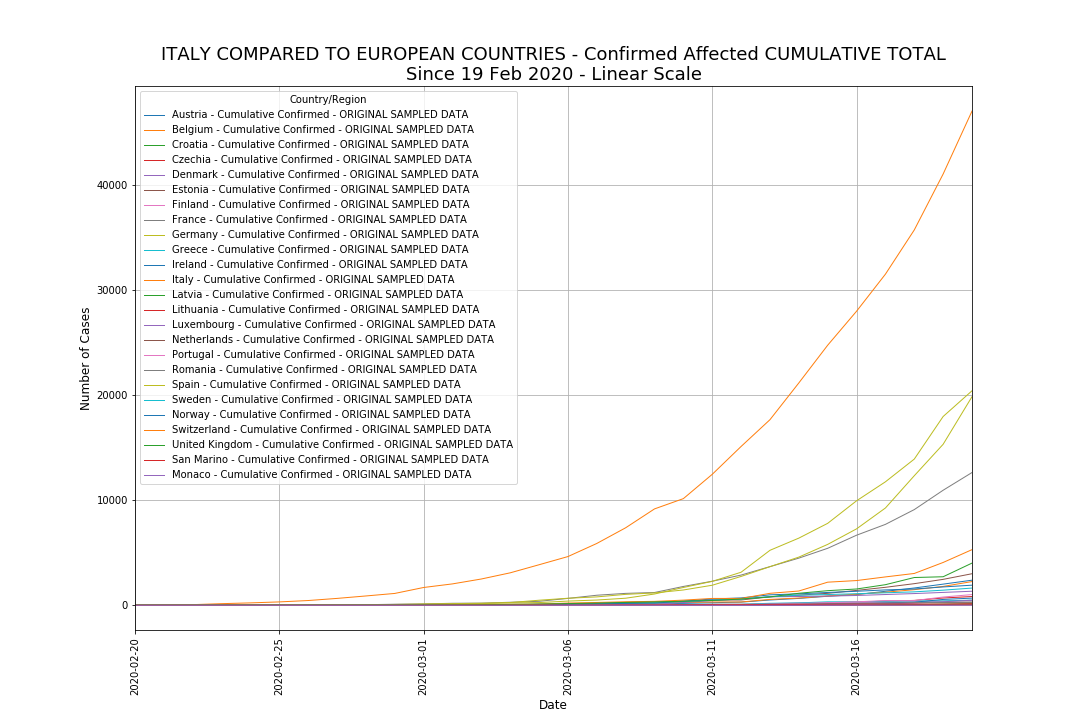 ITALY COMPARED TO EUROPEAN COUNTRIES - Confirmed Affected CUMULATIVE TOTAL
Since 19 Feb 2020 - Linear Scale
Country/Region
Austria - Cumulative Confirmed - ORIGINAL SAMPLED DATA
Belgium - Cumulative Confirmed - ORIGINAL SAMPLED DATA
Croatia - Cumulative Confirmed - ORIGINAL SAMPLED DATA
Czechia - Cumulative Confirmed - ORIGINAL SAMPLED DATA
Denmark - Cumulative Confirmed - ORIGINAL SAMPLED DATA
Estonia - Cumulative Confirmed - ORIGINAL SAMPLED DATA
Finland - Cumulative Confirmed - ORIGINAL SAMPLED DATA
France - Cumulative Confirmed - ORIGINAL SAMPLED DATA
Germany - Cumulative Confirmed - ORIGINAL SAMPLED DATA
Greece - Cumulative Confirmed - ORIGINAL SAMPLED DATA
Ireland - Cumulative Confirmed - ORIGINAL SAMPLED DATA
Italy - Cumulative Confirmed - ORIGINAL SAMPLED DATA
Latvia - Cumulative Confirmed - ORIGINAL SAMPLED DATA
Lithuania - Cumulative Confirmed - ORIGINAL SAMPLED DATA
Luxembourg - Cumulative Confirmed - ORIGINAL SAMPLED DATA
Netherlands - Cumulative Confirmed - ORIGINAL SAMPLED DATA
Portugal - Cumulative Confirmed - ORIGINAL SAMPLED DATA
Romania - Cumulative Confirmed - ORIGINAL SAMPLED DATA
Spain - Cumulative Confirmed - ORIGINAL SAMPLED DATA
Sweden - Cumulative Confirmed - ORIGINAL SAMPLED DATA
Norway - Cumulative Confirmed - ORIGINAL SAMPLED DATA
Switzerland - Cumulative Confirmed - ORIGINAL SAMPLED DATA
United Kingdom - Cumulative Confirmed - ORIGINAL SAMPLED DATA
San Marino - Cumulative Confirmed - ORIGINAL SAMPLED DATA
Monaco - Cumulative Confirmed - ORIGINAL SAMPLED DATA
Number of Cases
40000
30000
20000
10000
0
2020-02-20
2020-02-25
2020-03-01
2020-03-06
2020-03-11
2020-03-16
Date